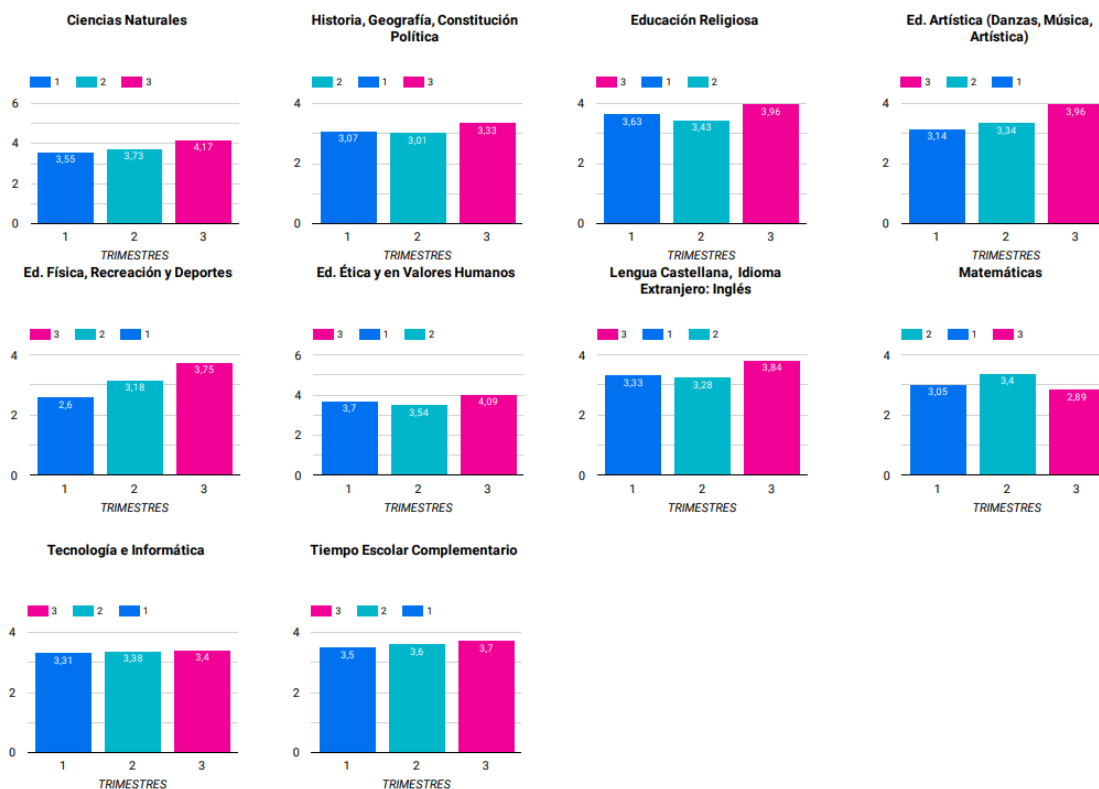 Ciencias Naturales
1 2 3
6
4
2
0
3,55
3,73
4,17
1 2 3
TRIMESTRES
Historia, Geografía, Constitución
Política
2 1 3
4
2
0
3,07
3,01
3,33
1 2 3
TRIMESTRES
Educación Religiosa
3 1 2
4
2
0
3,63
3,43
3,96
1 2 3
TRIMESTRES
Ed. Artística (Danzas, Música,
Artística)
3 2 1
4
2
0
3,14
3,34
3,96
1 2 3
TRIMESTRES
Ed. Física, Recreación y Deportes
3 2 1
4
2
0
2,6
3,18
3,75
1 2 3
TRIMESTRES
Ed. Ética y en Valores Humanos
3 1 2
6
4
2
0
3,7
3,54
4,09
1 2 3
TRIMESTRES
Lengua Castellana, Idioma
Extranjero: Inglés
3 1 2
4
2
0
3,33
3,28
3,84
1 2 3
TRIMESTRES
Matemáticas
2 1 3
4
2
0
3,05
3,4
2,89
1 2 3
TRIMESTRES
Tecnología e Informática
3 2 1
4
2
0
3,31
3,38
3,4
1 2 3
TRIMESTRES
Tiempo Escolar Complementario
3 2 1
4
2
0
3,5
3,6
3,7
1 2 3
TRIMESTRES